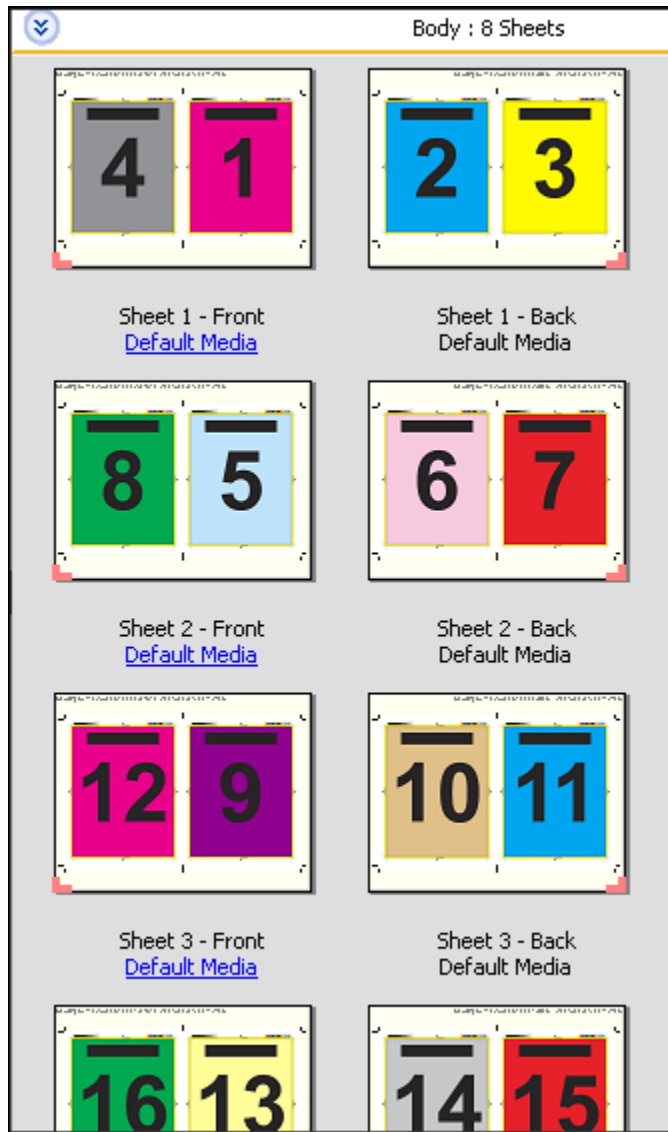 Body : 8 Sheets
4 1 2 3
Sheet 1 - Front Sheet 1 - Back
Default Media Default Media
8 5 6 7
Sheet 2 - Front Sheet 2 - Back
Default Media Default Media
12 9 10 11
Sheet 3 - Front Sheet 3 - Back
Default Media Default Media
16 13 14 15